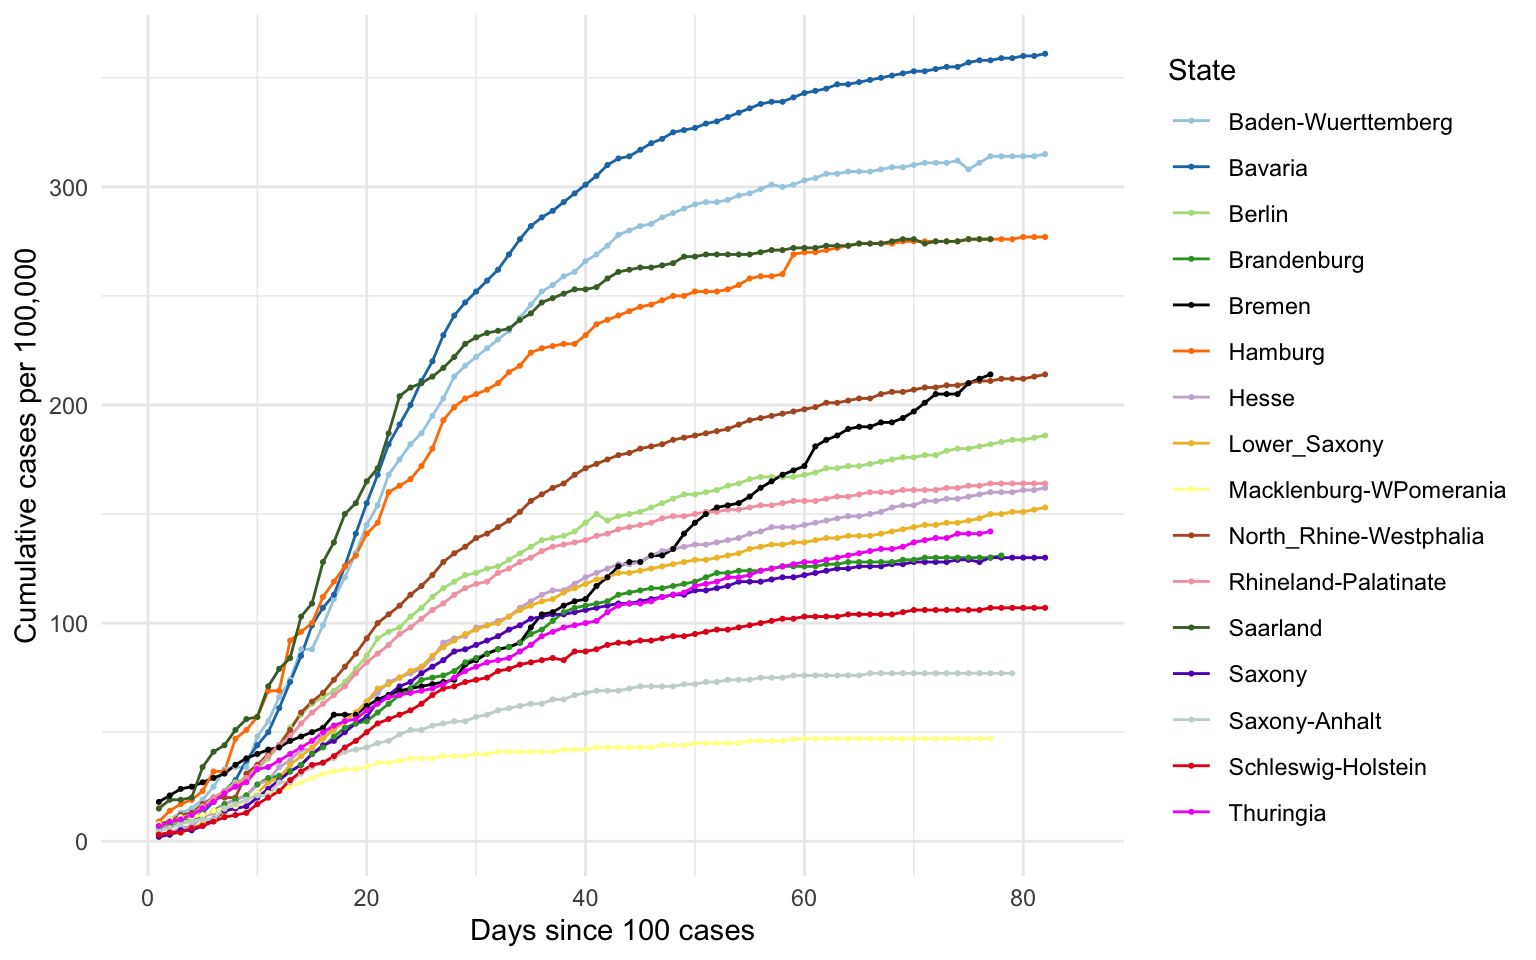 State
Baden-Wuerttemberg
Bavaria
Berlin
Brandenburg
Bremen
Hamburg
Hesse
Lower_Saxony
Macklenburg-WPomerania
North_Rhine-Westphalia
Rhineland-Palatinate
Saarland
Saxony
Saxony-Anhalt
Schleswig-Holstein
Thuringia
Cumulative cases per 100,000
300
200
100
0
0 20 40 60 80
Days since 100 cases